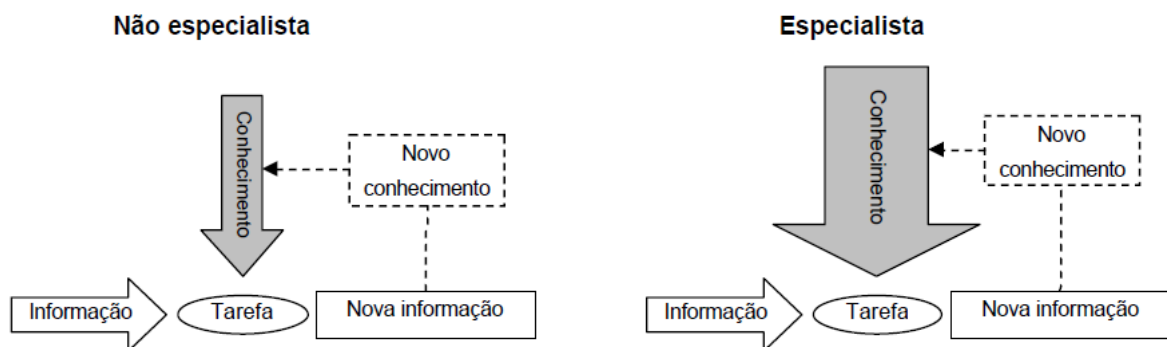 Não especialista
Conhecimento
Novo
conhecimento
Informação
Tarefa
Nova informação
Especialista
Conhecimento
Novo
conhecimento
Informação
Tarefa
Nova informação